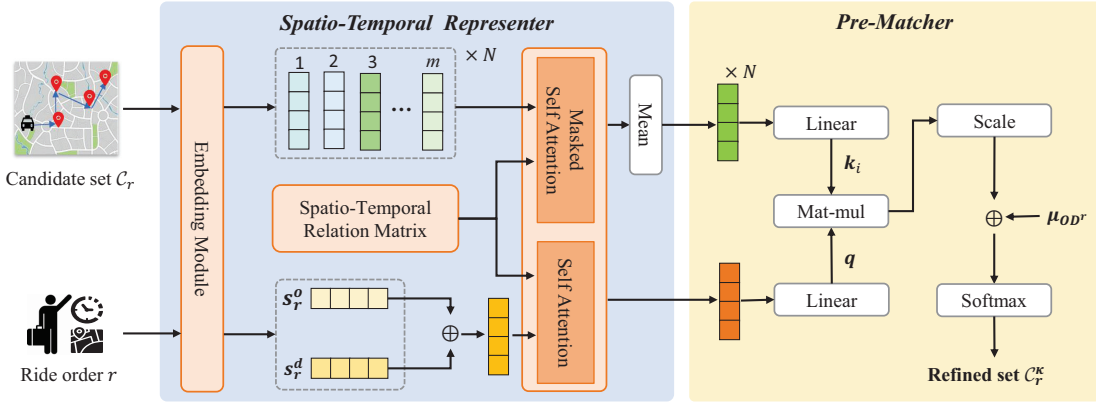 Spatio-Temporal Representer
Pre-Matcher
1 2 3 ... m
× N
× N
Masked
Self Attention
Mean
Linear
Scale
Embedding Module
k_i
Candidate set 𝒞_r
Spatio-Temporal
Relation Matrix
Mat-mul
⊕
μ_{OD^r}
q
Self Attention
s_r^o
⊕
Linear
Softmax
s_r^d
Ride order r
Refined set 𝒞_r^κ